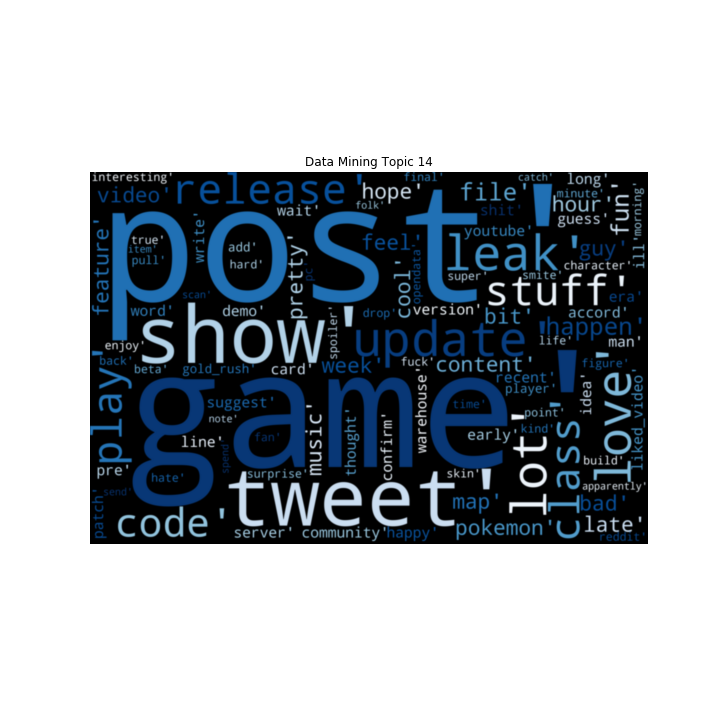 Data Mining Topic 14
interesting'
final'
catch'
long'
video'
release'
hope'
file'
hour'
minute'
fun'
morning'
ill'
folk'
wait'
shit'
guess'
post'
feature'
true'
item'
pull'
write'
add'
hard'
pretty'
pc
feel'
cool'
opendata'
youtube'
leak'
guy'
character'
super'
smite'
stuff'
era'
scan'
word'
demo'
spoiler'
drop'
version'
bit'
accord'
happen'
show'
update'
enjoy'
life'
man'
back'
beta'
gold_rush'
card'
week'
fuck'
content'
recent'
player'
figure'
play'
game'
love'
liked_video'
idea'
suggest'
note'
fan'
time'
point'
kind'
early'
line'
spend
music'
thought'
confirm'
warehouse'
lot'
class'
build'
pre'
hate'
surprise'
skin'
apparently'
patch'
send'
tweet'
map'
bad'
code'
server'
community'
happy'
pokemon'
late'
reddit'